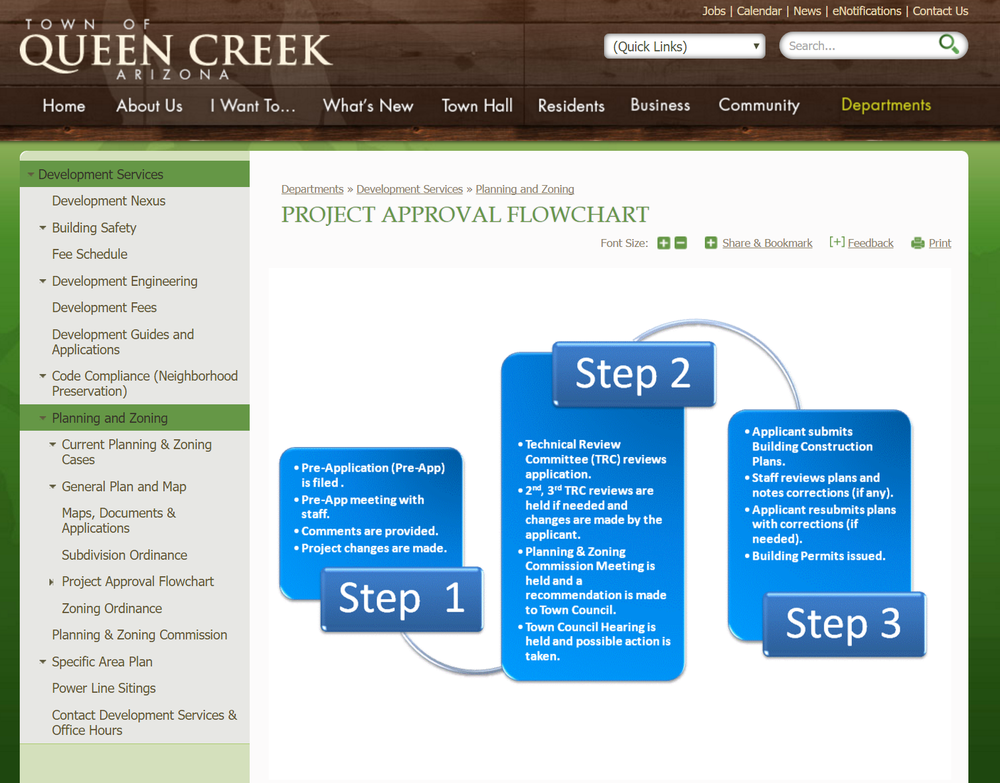 Jobs | Calendar | News | eNotifications | Contact Us
TOWN OF
QUEEN CREEK
ARIZONA
(Quick Links)
Search...
Home About Us I Want To... What's New Town Hall Residents Business Community Departments
Development Services
Development Nexus
Building Safety
Fee Schedule
Development Engineering
Development Fees
Development Guides and
Applications
Code Compliance (Neighborhood
Preservation)
Planning and Zoning
Current Planning & Zoning
Cases
General Plan and Map
Maps, Documents &
Applications
Subdivision Ordinance
Project Approval Flowchart
Zoning Ordinance
Planning & Zoning Commission
Specific Area Plan
Power Line Sitings
Contact Development Services &
Office Hours
Departments » Development Services » Planning and Zoning
PROJECT APPROVAL FLOWCHART
Font Size: Share & Bookmark [+] Feedback Print
• Pre-Application (Pre-App)
is filed .
• Pre-App meeting with
staff.
• Comments are provided.
• Project changes are made.
Step 1
Step 2
• Technical Review
Committee (TRC) reviews
application.
• 2nd, 3rd TRC reviews are
held if needed and
changes are made by the
applicant.
• Planning & Zoning
Commission Meeting is
held and a
recommendation is made
to Town Council.
• Town Council Hearing is
held and possible action is
taken.
• Applicant submits
Building Construction
Plans.
• Staff reviews plans and
notes corrections (if any).
• Applicant resubmits plans
with corrections (if
needed).
• Building Permits issued.
Step 3